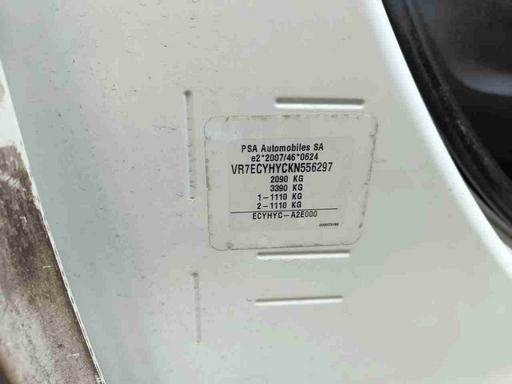 PSA Automobiles SA
e2*2007/46*0624
VR7ECYHYCKN556297
2090 KG
3390 KG
1-1110 KG
2-1110 KG
ECYHYC-A2E000